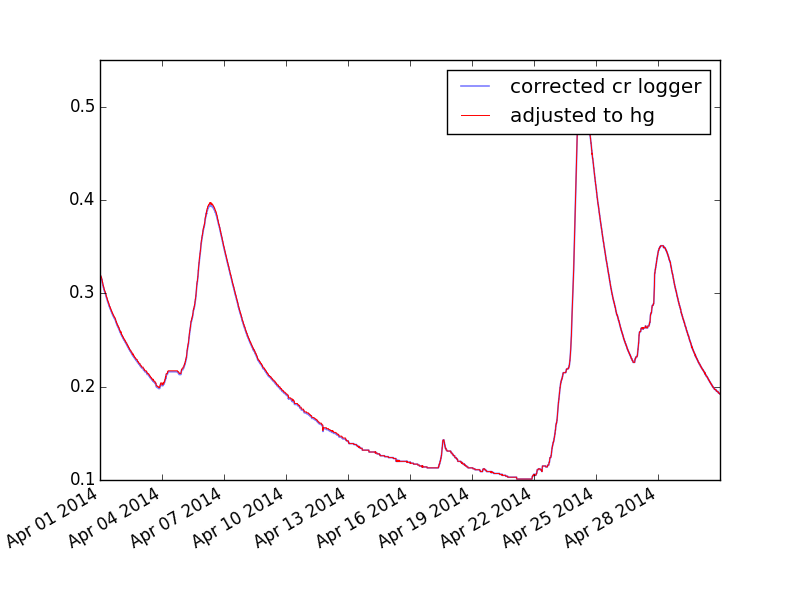 corrected cr logger
adjusted to hg
0.5
0.4
0.3
0.2
0.1
Apr 01 2014
Apr 04 2014
Apr 07 2014
Apr 10 2014
Apr 13 2014
Apr 16 2014
Apr 19 2014
Apr 22 2014
Apr 25 2014
Apr 28 2014